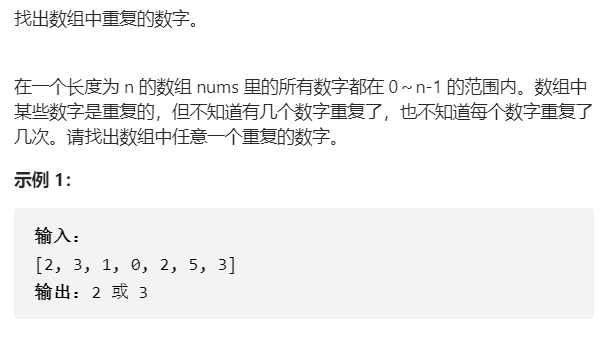 找出数组中重复的数字。
在一个长度为 n 的数组 nums 里的所有数字都在 0～n-1 的范围内。数组中
某些数字是重复的，但不知道有几个数字重复了，也不知道每个数字重复了
几次。请找出数组中任意一个重复的数字。
示例 1：
输入：
[2, 3, 1, 0, 2, 5, 3]
输出：2 或 3